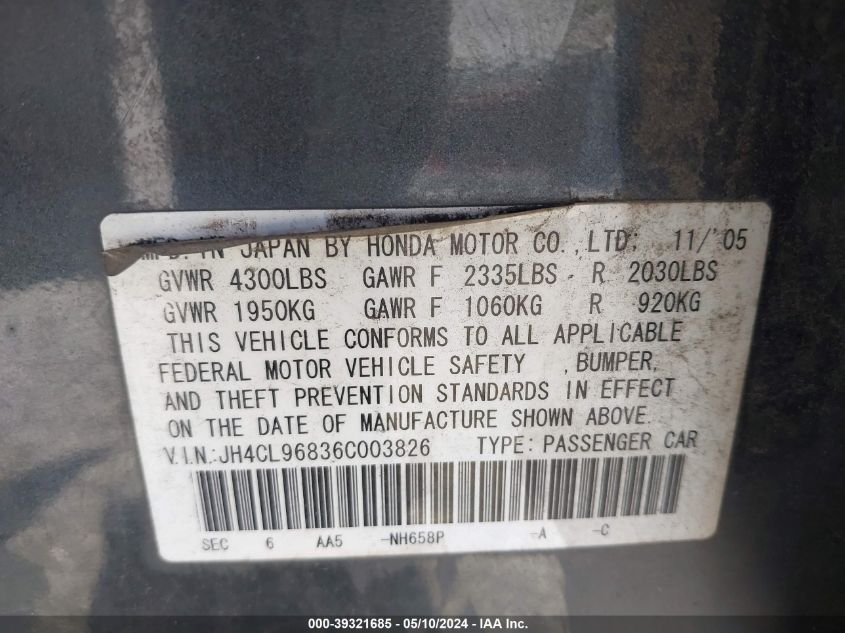 MFD. IN JAPAN BY HONDA MOTOR CO.,LTD. 11/'05
GVWR 4300LBS GAWR F 2335LBS R 2030LBS
GVWR 1950KG GAWR F 1060KG R 920KG
THIS VEHICLE CONFORMS TO ALL APPLICABLE
FEDERAL MOTOR VEHICLE SAFETY ,BUMPER,
AND THEFT PREVENTION STANDARDS IN EFFECT
ON THE DATE OF MANUFACTURE SHOWN ABOVE.
V.I.N.:JH4CL96836C003826 TYPE: PASSENGER CAR
SEC 6 AA5 -NH658P -A -C
000-39321685 - 05/10/2024 - IAA Inc.